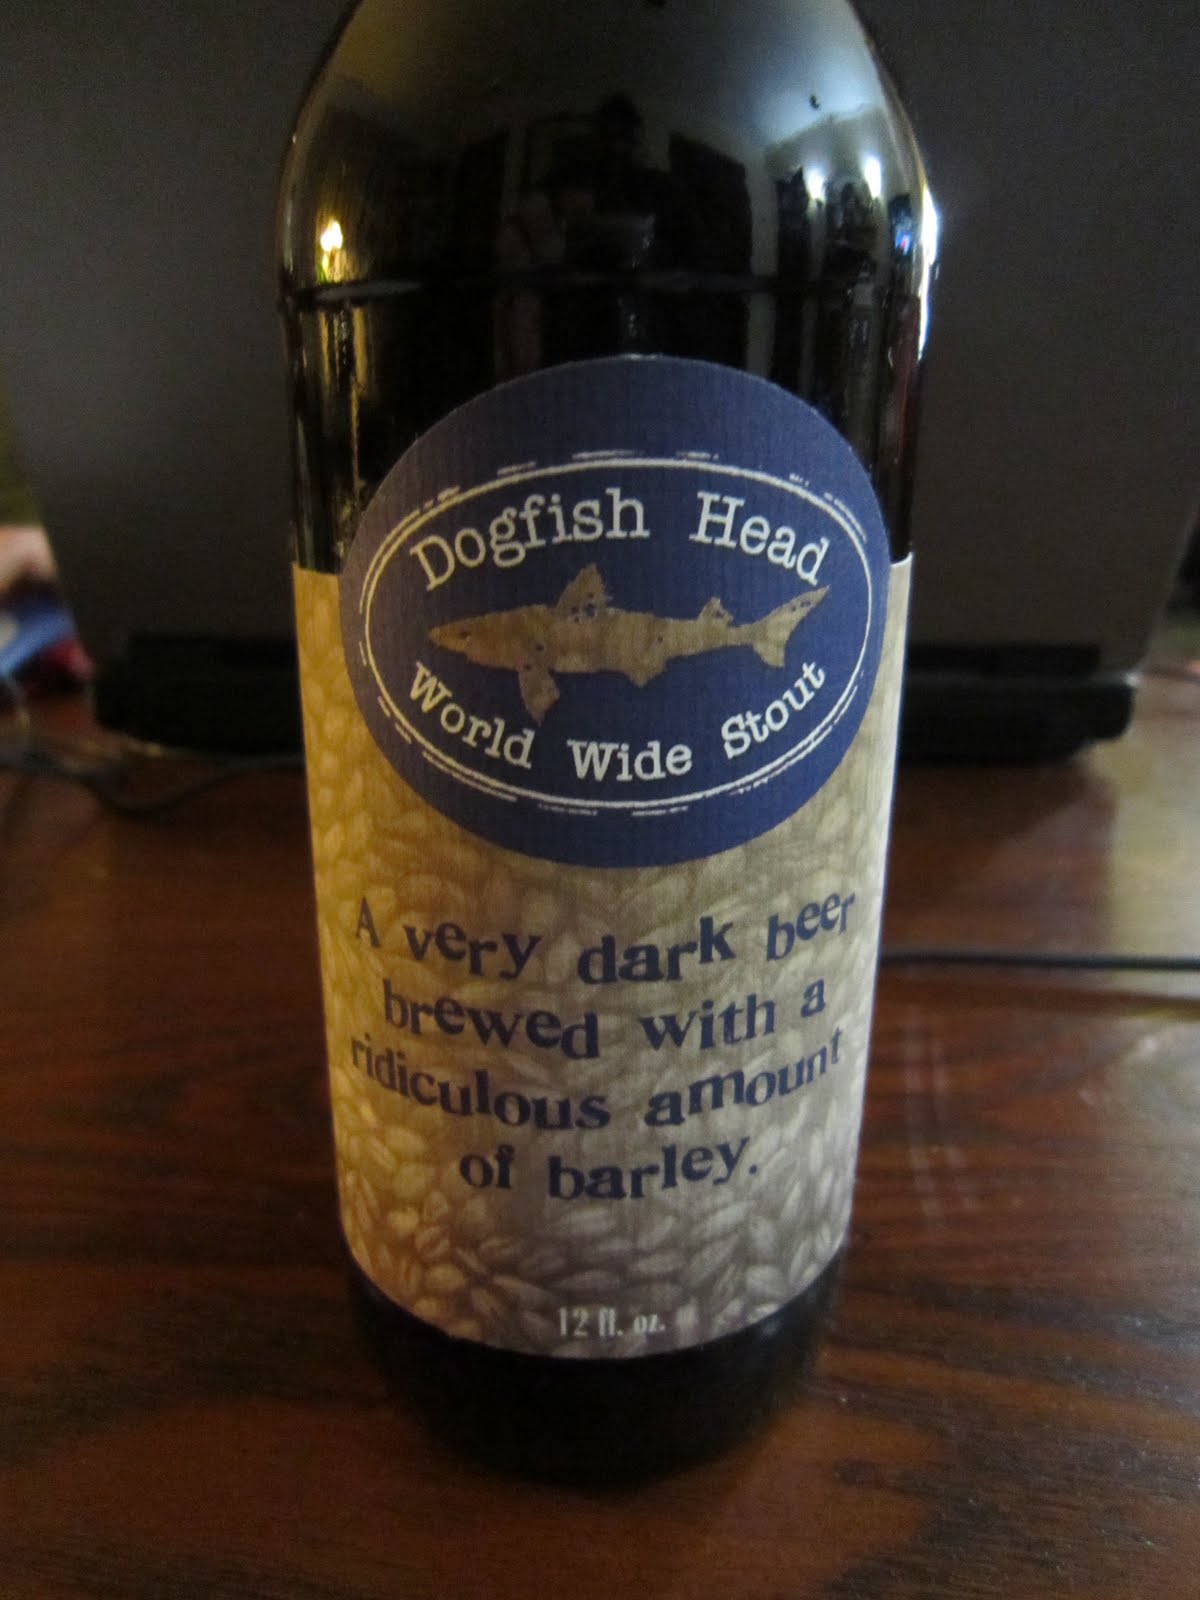 Dogfish Head
World Wide Stout
A very dark beer
brewed with a
ridiculous amount
of barley.
12 fl. oz.